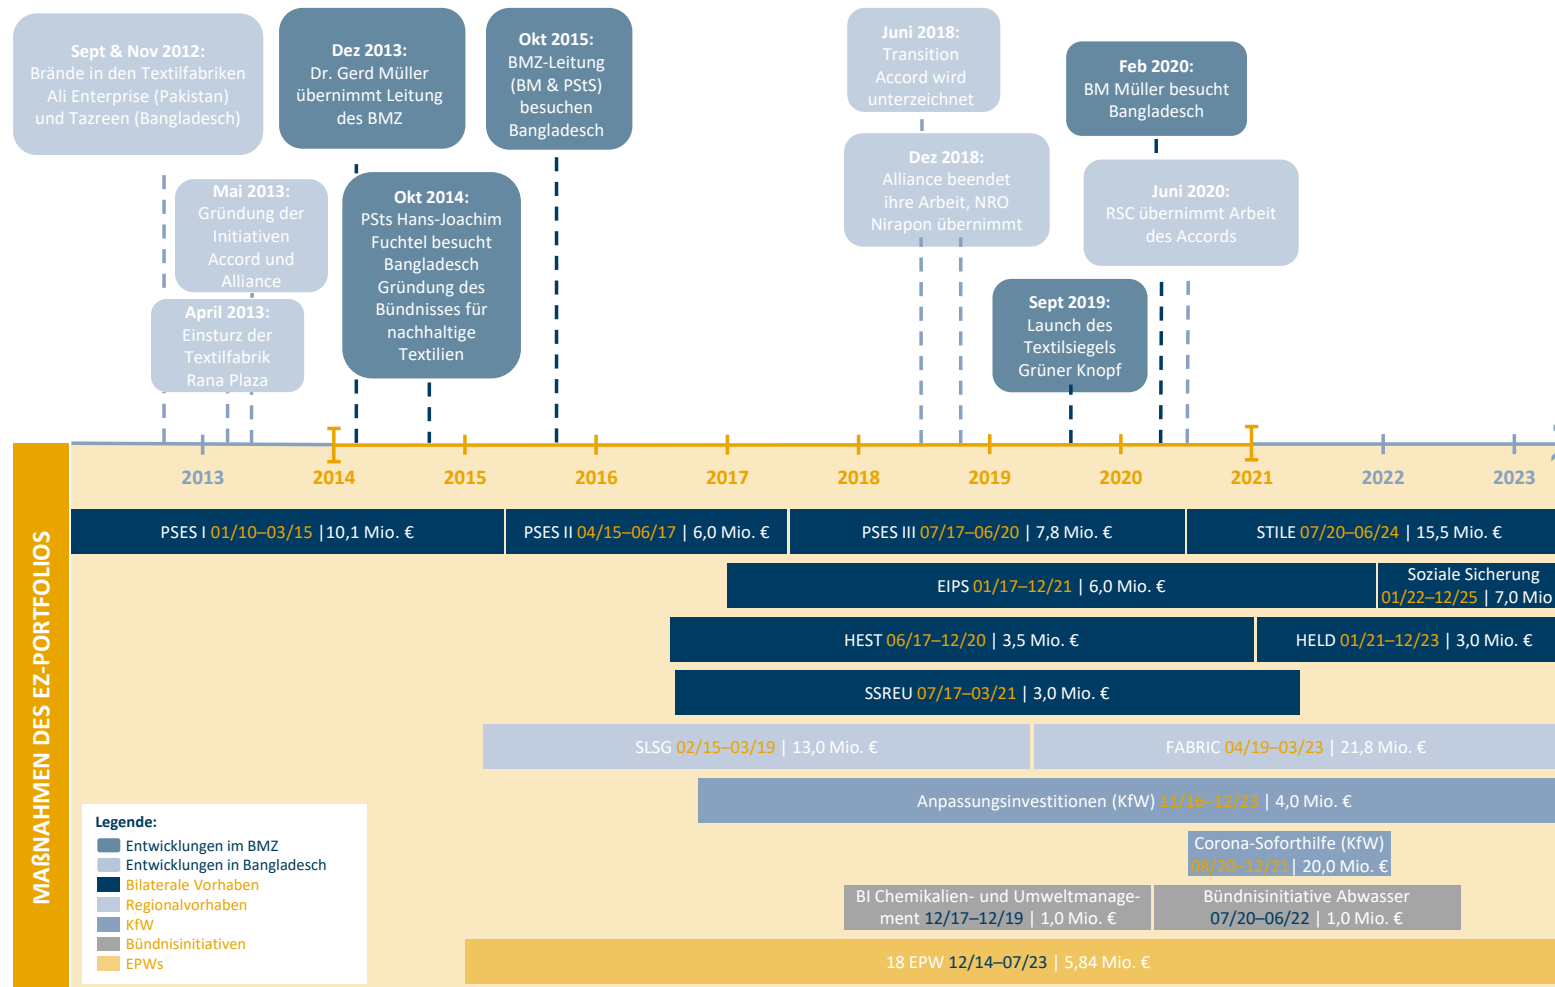 Sept & Nov 2012:
Brände in den Textilfabriken
Ali Enterprise (Pakistan)
und Tazreen (Bangladesch)
Dez 2013:
Dr. Gerd Müller
übernimmt Leitung
des BMZ
Okt 2015:
BMZ-Leitung
(BM & PStS)
besuchen
Bangladesch
Juni 2018:
Transition
Accord wird
unterzeichnet
Feb 2020:
BM Müller besucht
Bangladesch
Mai 2013:
Gründung der
Initiativen
Accord und
Alliance
Okt 2014:
PSts Hans-Joachim
Fuchtel besucht
Bangladesch
Gründung des
Bündnisses für
nachhaltige
Textilien
Dez 2018:
Alliance beendet
ihre Arbeit, NRO
Nirapon übernimmt
Juni 2020:
RSC übernimmt Arbeit
des Accords
April 2013:
Einsturz der
Textilfabrik
Rana Plaza
Sept 2019:
Launch des
Textilsiegels
Grüner Knopf
2013 2014 2015 2016 2017 2018 2019 2020 2021 2022 2023
MAẞNAHMEN DES EZ-PORTFOLIOS
PSES I 01/10–03/15 |10,1 Mio. €
PSES II 04/15–06/17 | 6,0 Mio. €
PSES III 07/17–06/20 | 7,8 Mio. €
STILE 07/20–06/24 | 15,5 Mio. €
EIPS 01/17–12/21 | 6,0 Mio. €
Soziale Sicherung
01/22–12/25 | 7,0 Mio
HEST 06/17–12/20 | 3,5 Mio. €
HELD 01/21–12/23 | 3,0 Mio. €
SSREU 07/17–03/21 | 3,0 Mio. €
SLSG 02/15–03/19 | 13,0 Mio. €
FABRIC 04/19–03/23 | 21,8 Mio. €
Anpassungsinvestitionen (KfW) 11/16–12/23 | 4,0 Mio. €
Corona-Soforthilfe (KfW)
08/20–12/21| 20,0 Mio. €
BI Chemikalien- und Umweltmanage-
ment 12/17–12/19 | 1,0 Mio. €
Bündnisinitiative Abwasser
07/20–06/22 | 1,0 Mio. €
18 EPW 12/14–07/23 | 5,84 Mio. €
Legende:
Entwicklungen im BMZ
Entwicklungen in Bangladesch
Bilaterale Vorhaben
Regionalvorhaben
KfW
Bündnisinitiativen
EPWs